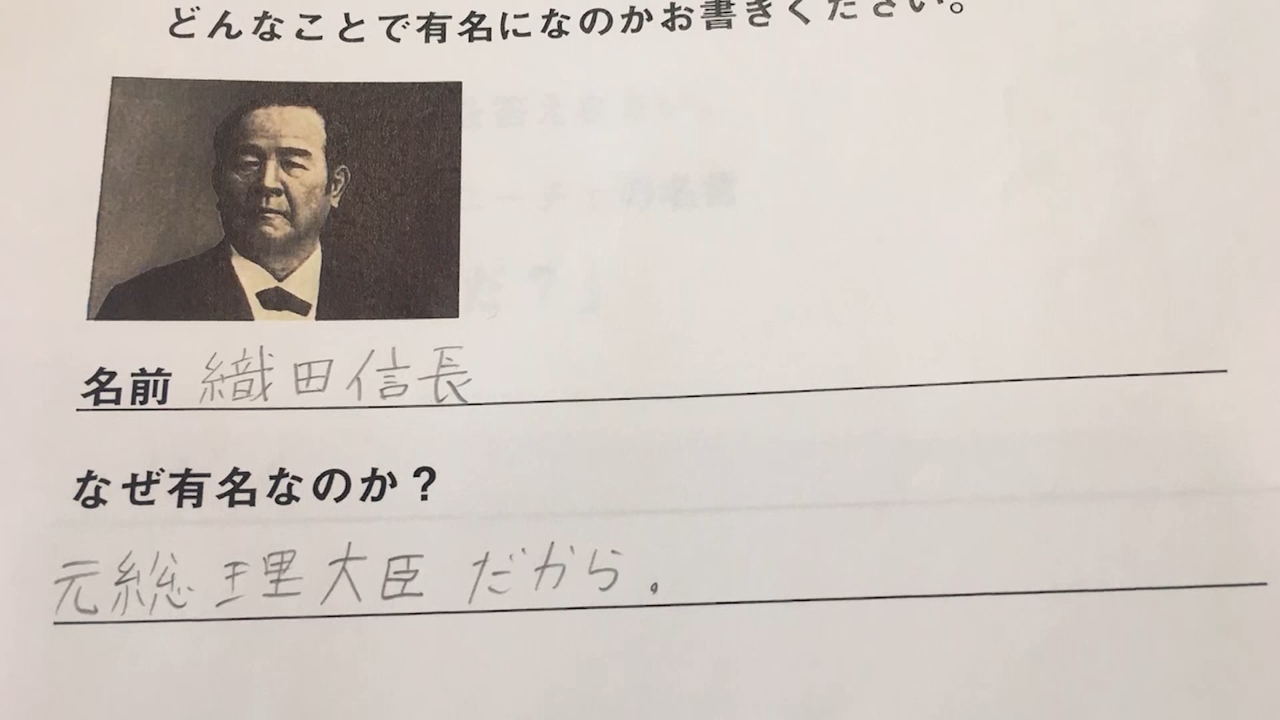 どんなことで有名になのかお書きください。
名前 織田信長
なぜ有名なのか？
元総理大臣だから。